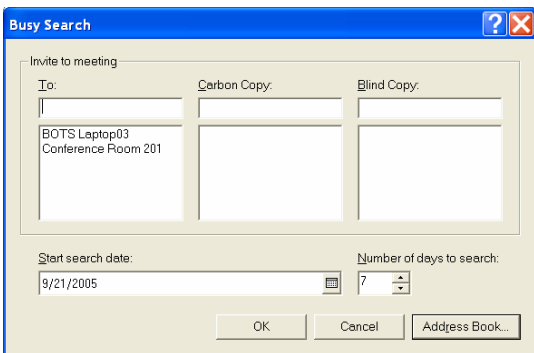 Busy Search
Invite to meeting
To: Carbon Copy: Blind Copy:
BOTS Laptop03
Conference Room 201
Start search date: Number of days to search:
9/21/2005 7
OK Cancel Address Book...